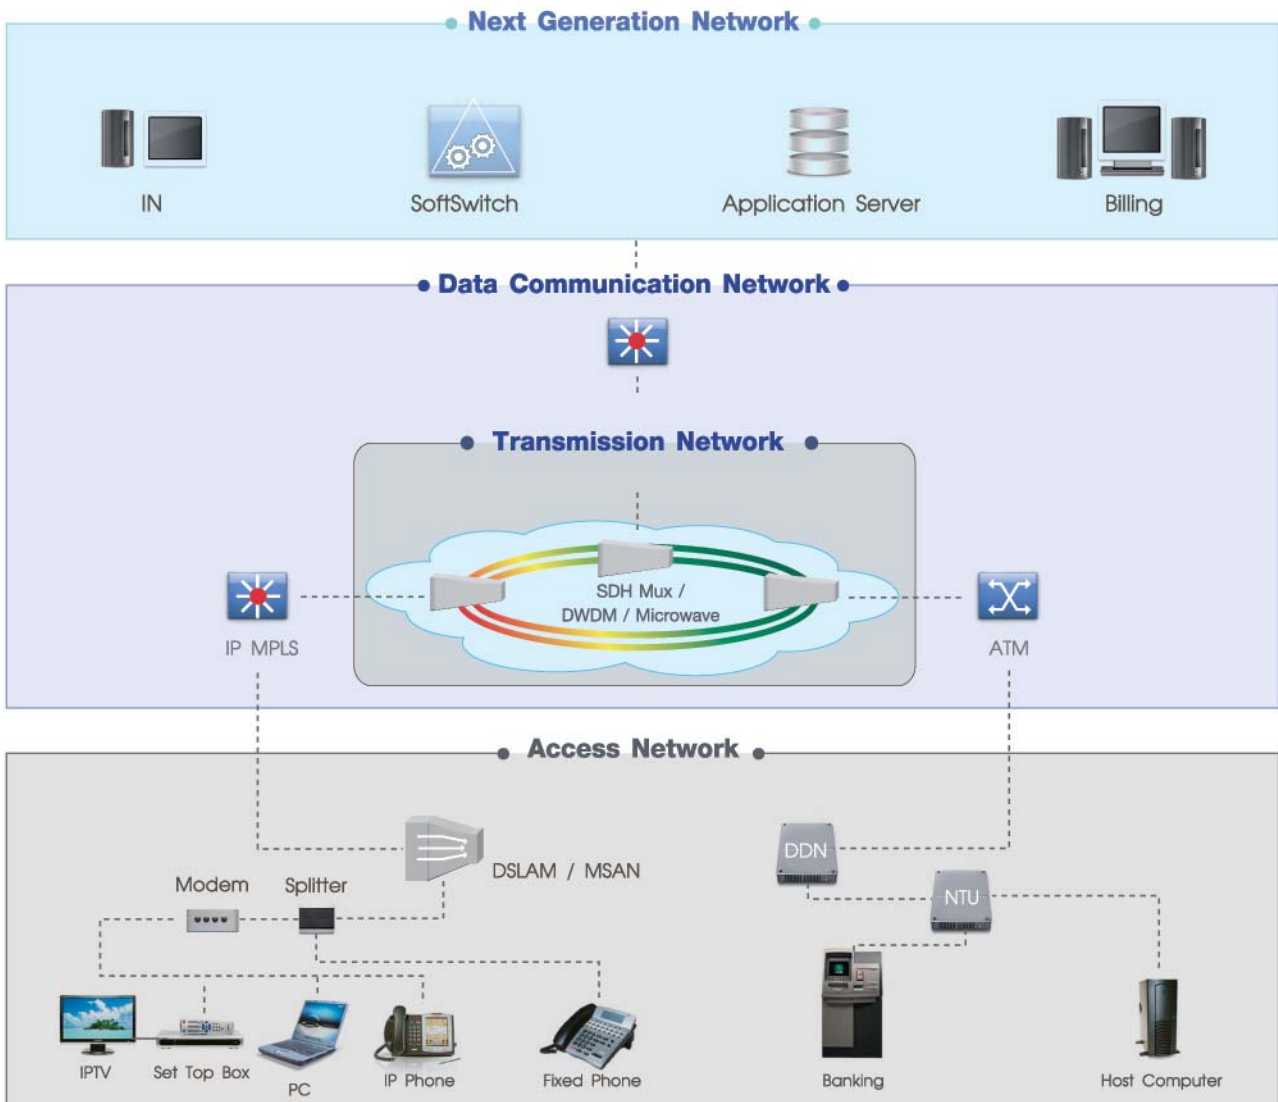 Next Generation Network
IN
SoftSwitch
Application Server
Billing
Data Communication Network
Transmission Network
SDH Mux /
DWDM / Microwave
IP MPLS
ATM
Access Network
DSLAM / MSAN
DDN
Modem
Splitter
NTU
IPTV
Set Top Box
PC
IP Phone
Fixed Phone
Banking
Host Computer